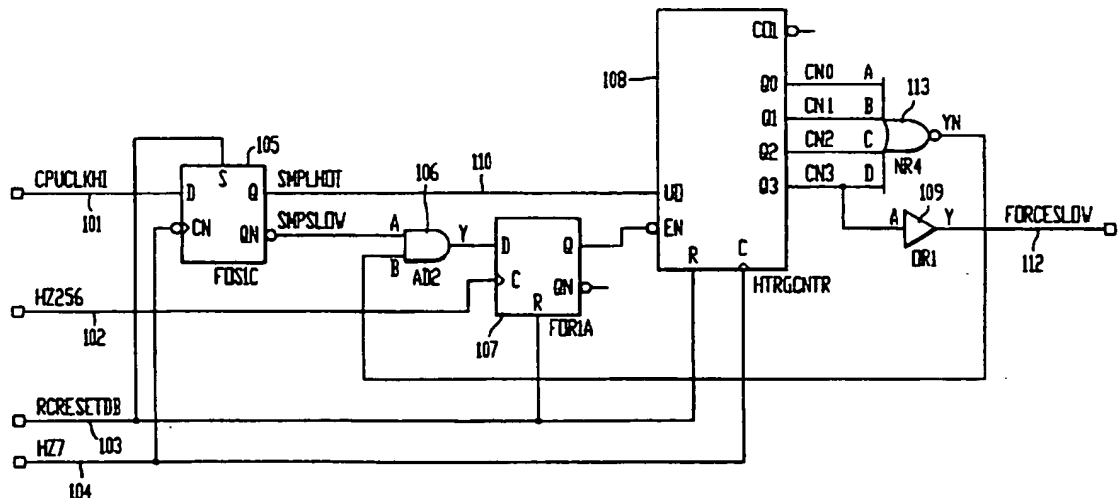 CO1
108
Q0
CN0
A
113
Q1
CN1
B
YN
Q2
CN2
C
NR4
Q3
CN3
D
105
S
CPUCLKHI
D
Q
SMPLHOT
110
UD
101
106
109
CN
QN
SMPSLOW
A
Y
EN
A
Y
FORCESLOW
B
AD2
D
Q
FDS1C
R
C
OR1
112
HTRGCNTR
HZ256
C
QN
102
R
107
FDR1A
RCRESETDB
103
HZ7
104